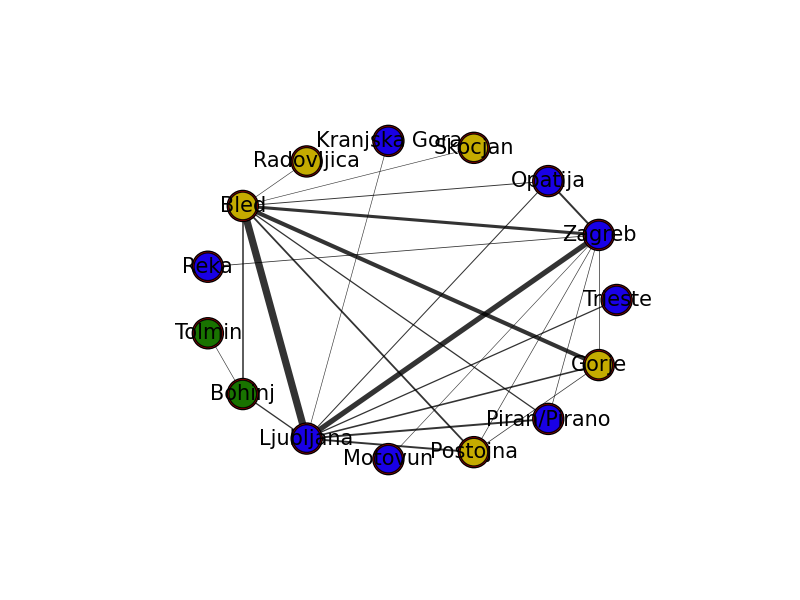 Kranjska Gora
Skocjan
Radovljica
Opatija
Bled
Zagreb
Reka
Trieste
Tolmin
Gorje
Bohinj
Piran/Pirano
Ljubljana
Postojna
Motovun